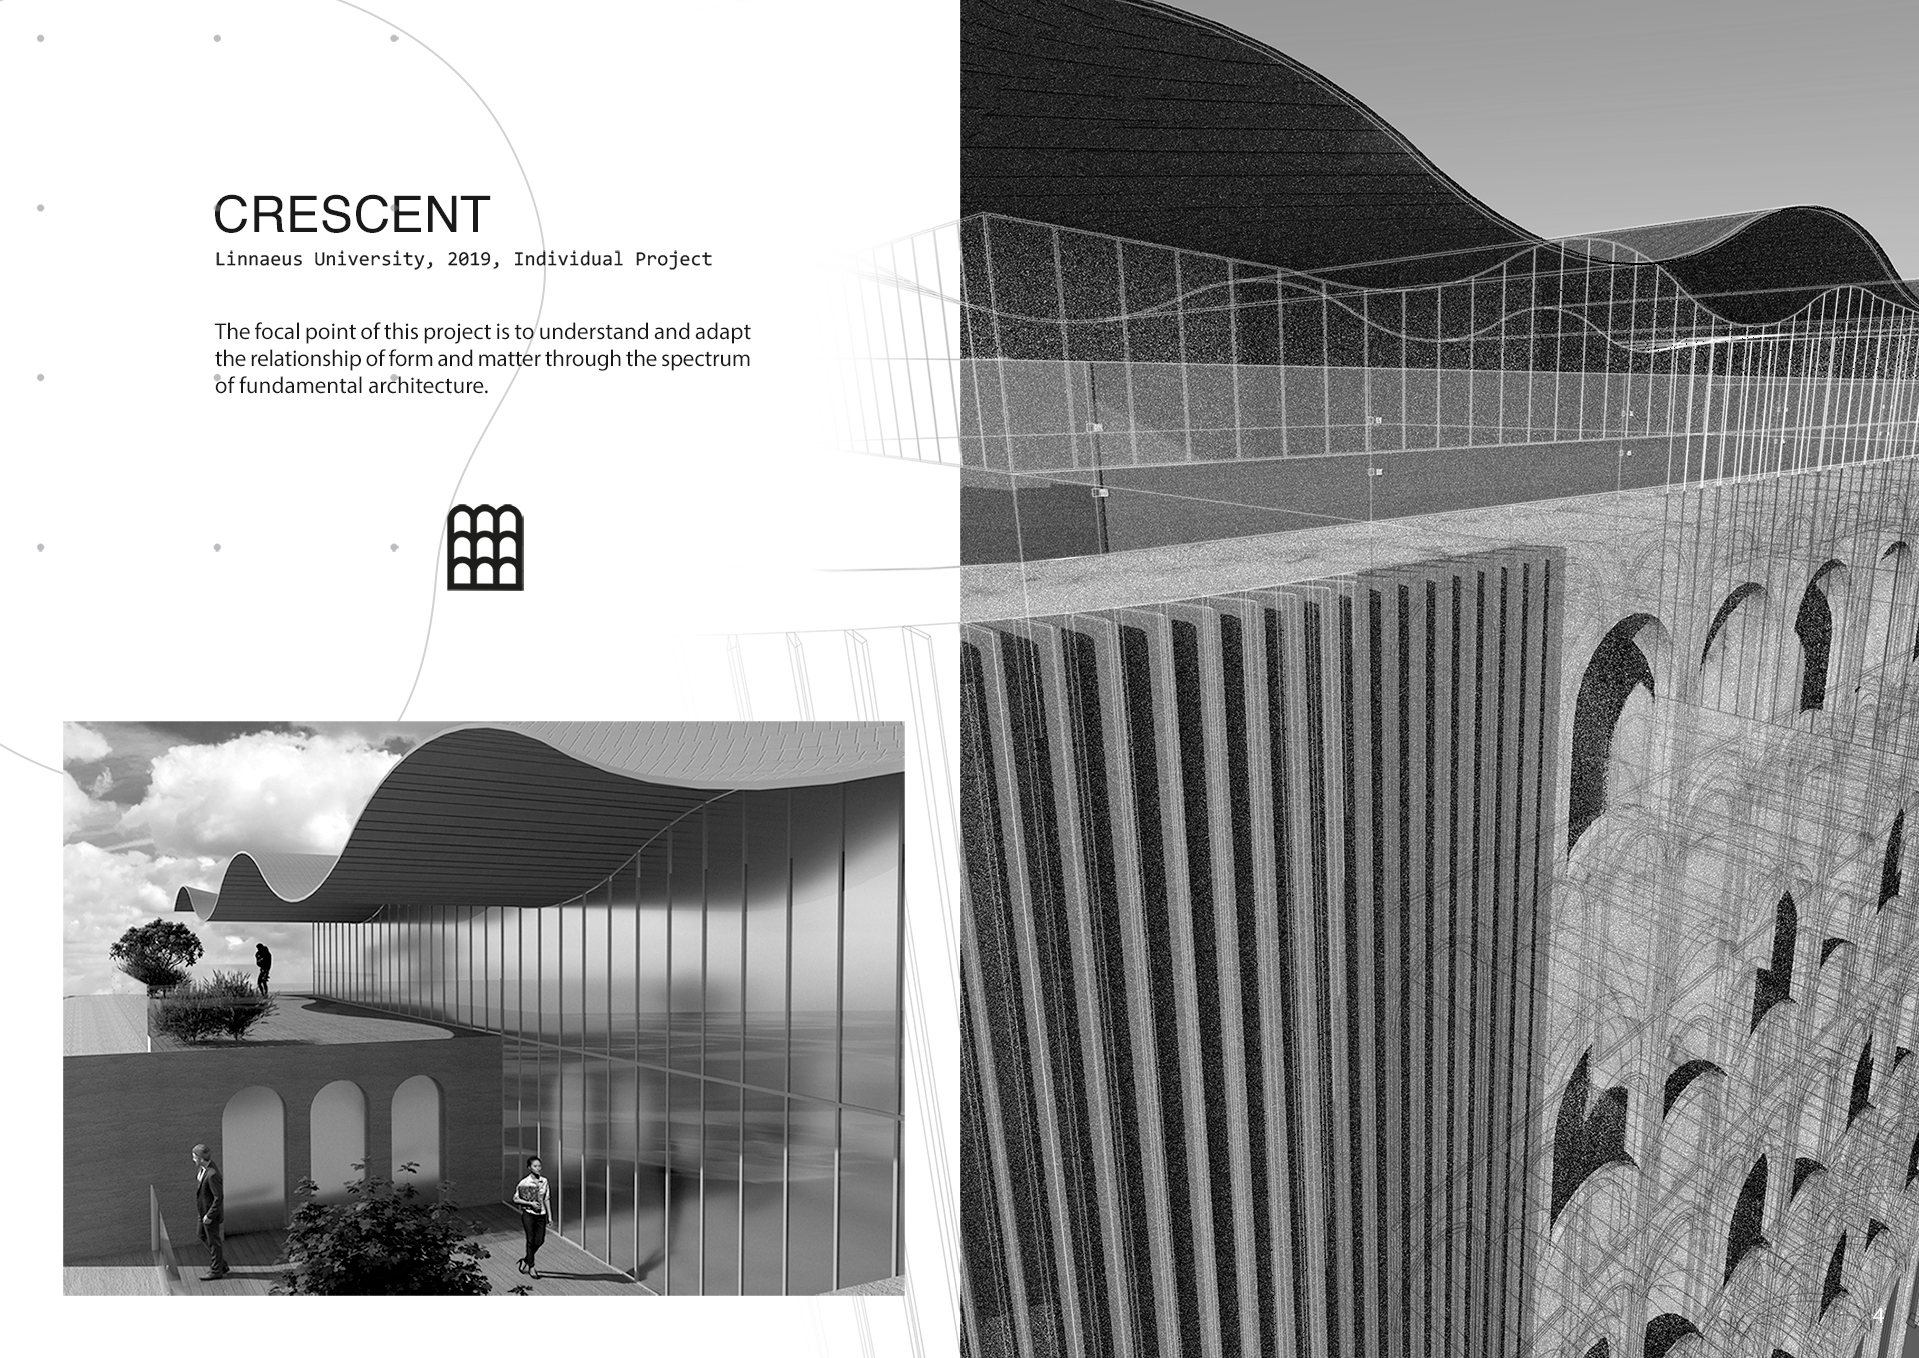 CRESCENT
Linnaeus University, 2019, Individual Project
The focal point of this project is to understand and adapt
the relationship of form and matter through the spectrum
of fundamental architecture.
4